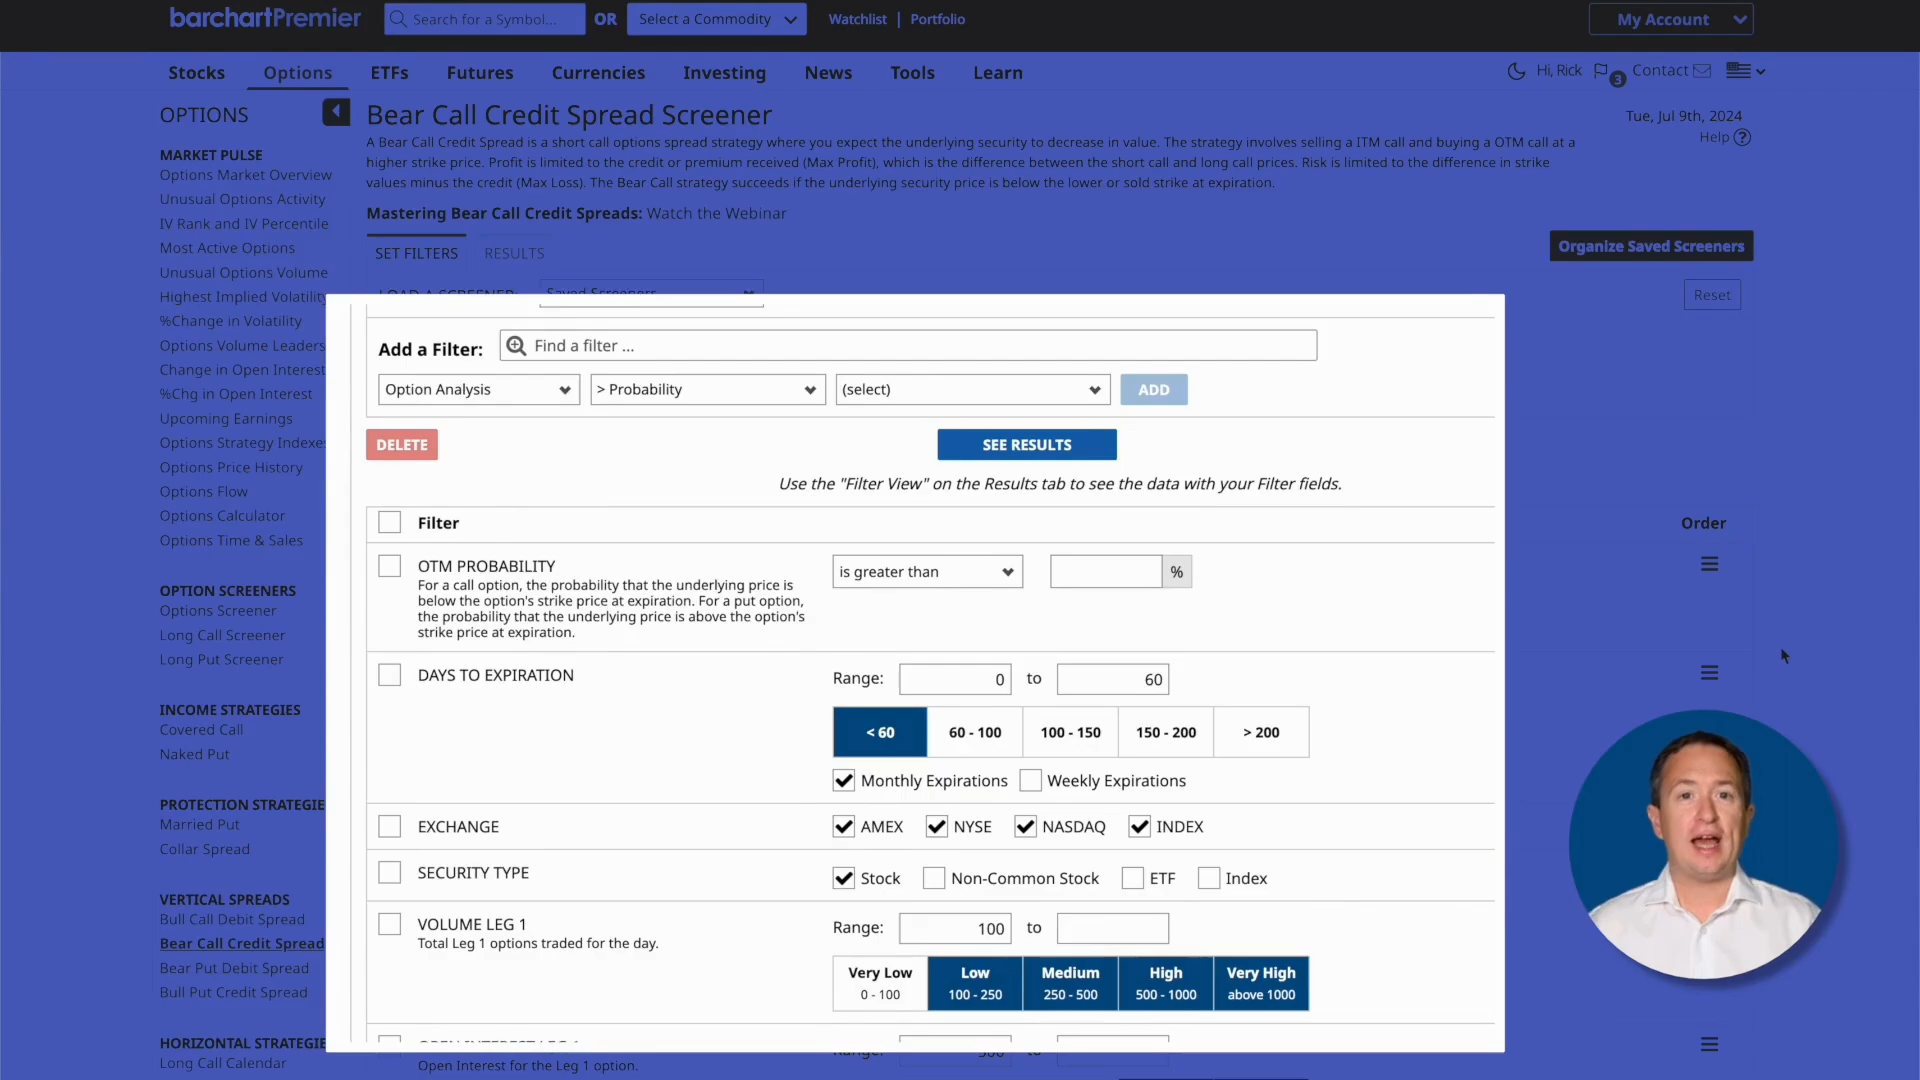 barchartPremier
Search for a Symbol...
OR
Select a Commodity
Watchlist | Portfolio
My Account
Stocks
Options
ETFs
Futures
Currencies
Investing
News
Tools
Learn
Hi, Rick
3
Contact
OPTIONS
Bear Call Credit Spread Screener
Tue, Jul 9th, 2024
Help ?
A Bear Call Credit Spread is a short call options spread strategy where you expect the underlying security to decrease in value. The strategy involves selling a ITM call and buying a OTM call at a
higher strike price. Profit is limited to the credit or premium received (Max Profit), which is the difference between the short call and long call prices. Risk is limited to the difference in strike
values minus the credit (Max Loss). The Bear Call strategy succeeds if the underlying security price is below the lower or sold strike at expiration.
Mastering Bear Call Credit Spreads: Watch the Webinar
SET FILTERS
RESULTS
Organize Saved Screeners
LOAD A SCREENER:
Saved Screeners
Reset
MARKET PULSE
Options Market Overview
Unusual Options Activity
IV Rank and IV Percentile
Most Active Options
Unusual Options Volume
Highest Implied Volatility
%Change in Volatility
Options Volume Leaders
Change in Open Interest
%Chg in Open Interest
Upcoming Earnings
Options Strategy Indexes
Options Price History
Options Flow
Options Calculator
Options Time & Sales
OPTION SCREENERS
Options Screener
Long Call Screener
Long Put Screener
INCOME STRATEGIES
Covered Call
Naked Put
PROTECTION STRATEGIE
Married Put
Collar Spread
VERTICAL SPREADS
Bull Call Debit Spread
Bear Call Credit Spread
Bear Put Debit Spread
Bull Put Credit Spread
HORIZONTAL STRATEGIE
Long Call Calendar
Add a Filter:
Find a filter ...
Option Analysis
> Probability
(select)
ADD
DELETE
SEE RESULTS
Use the "Filter View" on the Results tab to see the data with your Filter fields.
Filter
Order
OTM PROBABILITY
For a call option, the probability that the underlying price is
below the option's strike price at expiration. For a put option,
the probability that the underlying price is above the option's
strike price at expiration.
is greater than
%
DAYS TO EXPIRATION
Range: 0 to 60
< 60
60 - 100
100 - 150
150 - 200
> 200
Monthly Expirations
Weekly Expirations
EXCHANGE
AMEX
NYSE
NASDAQ
INDEX
SECURITY TYPE
Stock
Non-Common Stock
ETF
Index
VOLUME LEG 1
Total Leg 1 options traded for the day.
Range: 100 to
Very Low
0 - 100
Low
100 - 250
Medium
250 - 500
High
500 - 1000
Very High
above 1000
OPEN INTEREST LEG 1
Open Interest for the Leg 1 option.
Range: 500 to